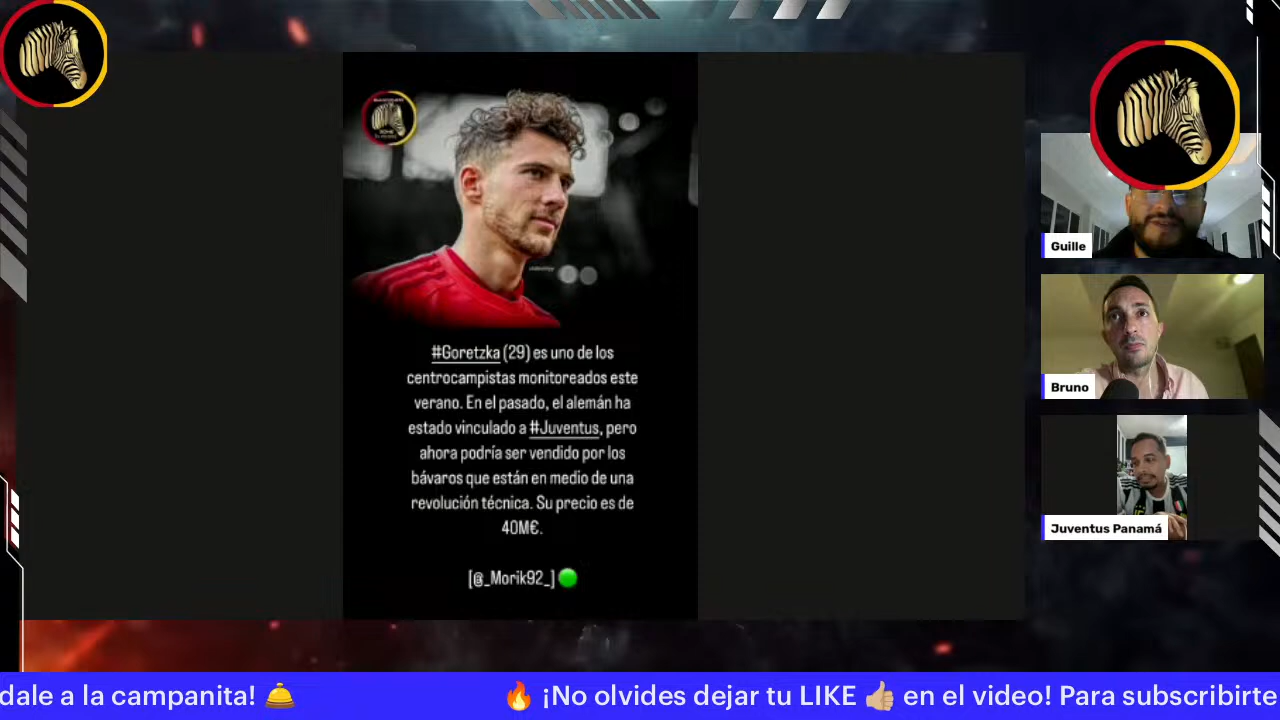 #Goretzka (29) es uno de los
centrocampistas monitoreados este
verano. En el pasado, el alemán ha
estado vinculado a #Juventus, pero
ahora podría ser vendido por los
bávaros que están en medio de una
revolución técnica. Su precio es de
40M€.
[@_Morik92_]
Guille
Bruno
Juventus Panamá
dale a la campanita! 🛎️ 🔥 ¡No olvides dejar tu LIKE 👍🏼 en el video! Para subscribirte